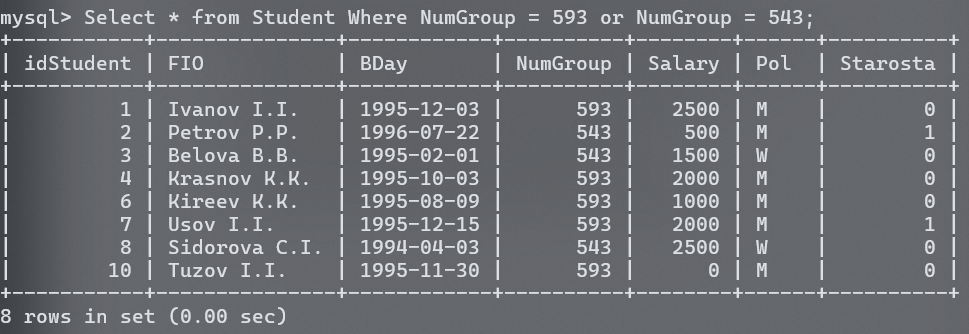 mysql> Select * from Student Where NumGroup = 593 or NumGroup = 543;
+-----------+---------------+------------+----------+--------+------+----------+
| idStudent | FIO           | BDay       | NumGroup | Salary | Pol  | Starosta |
+-----------+---------------+------------+----------+--------+------+----------+
|         1 | Ivanov I.I.   | 1995-12-03 |      593 |   2500 | M    |        0 |
|         2 | Petrov P.P.   | 1996-07-22 |      543 |    500 | M    |        1 |
|         3 | Belova B.B.   | 1995-02-01 |      543 |   1500 | W    |        0 |
|         4 | Krasnov K.K.  | 1995-10-03 |      593 |   2000 | M    |        0 |
|         6 | Kireev K.K.   | 1995-08-09 |      593 |   1000 | M    |        0 |
|         7 | Usov I.I.     | 1995-12-15 |      593 |   2000 | M    |        1 |
|         8 | Sidorova C.I. | 1994-04-03 |      543 |   2500 | W    |        0 |
|        10 | Tuzov I.I.    | 1995-11-30 |      593 |      0 | M    |        0 |
+-----------+---------------+------------+----------+--------+------+----------+
8 rows in set (0.00 sec)